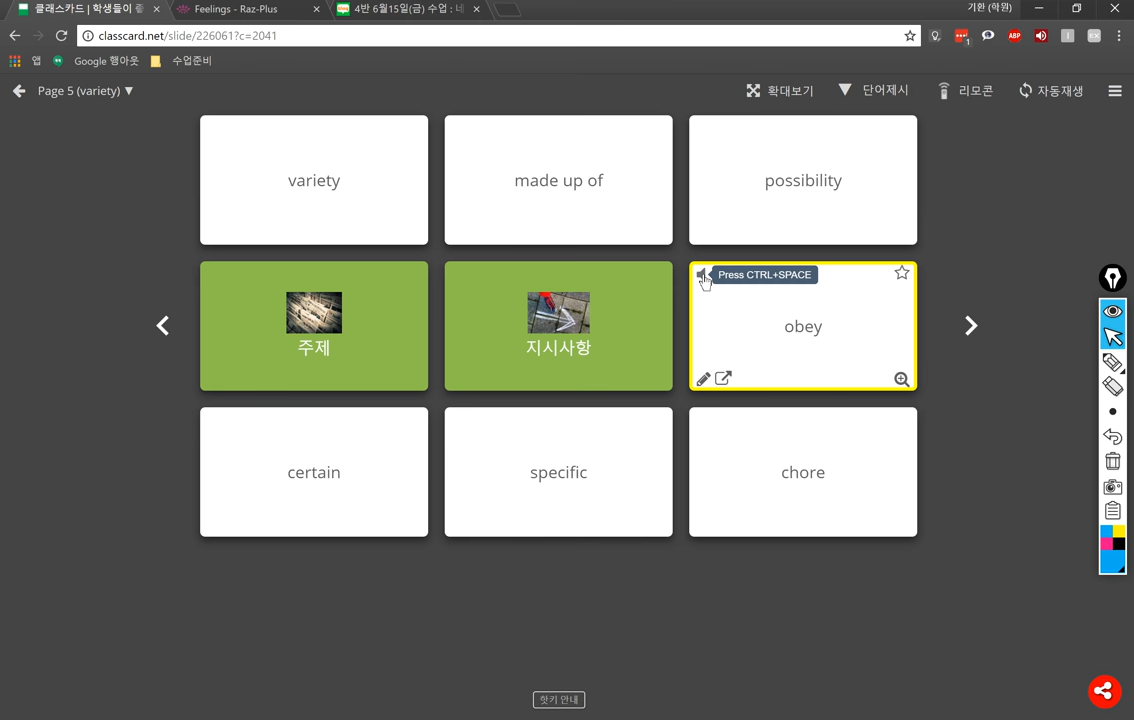 클래스카드 | 학생들이 즐
Feelings - Raz-Plus
4반 6월15일(금) 수업 : 네
기환 (학원)
classcard.net/slide/226061?c=2041
1
ABP
앱
Google 행아웃
수업준비
Page 5 (variety) ▼
확대보기
▼ 단어제시
리모콘
자동재생
variety
made up of
possibility
주제
지시사항
Press CTRL+SPACE
obey
certain
specific
chore
핫키 안내